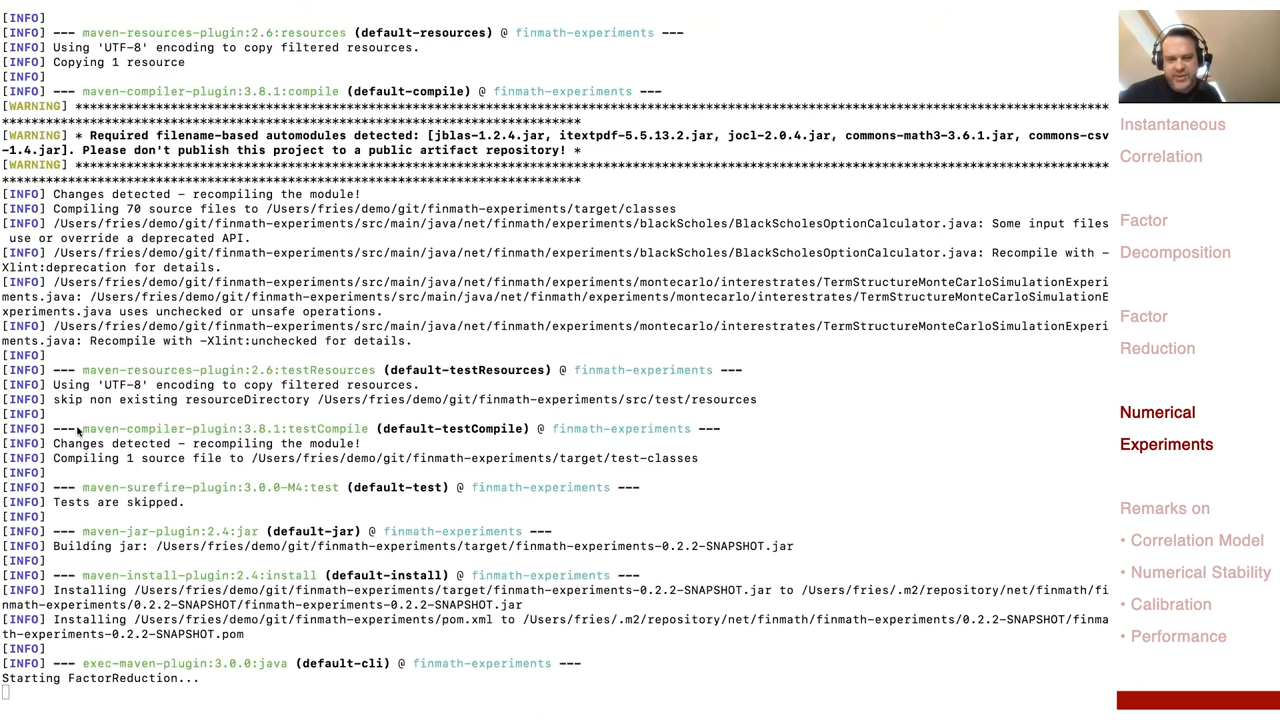 [INFO]
[INFO] --- maven-resources-plugin:2.6:resources (default-resources) @ finmath-experiments ---
[INFO] Using 'UTF-8' encoding to copy filtered resources.
[INFO] Copying 1 resource
[INFO]
[INFO] --- maven-compiler-plugin:3.8.1:compile (default-compile) @ finmath-experiments ---
[WARNING] *********************************************************************************************************************************************
*******************************************************************************
[WARNING] * Required filename-based automodules detected: [jblas-1.2.4.jar, itextpdf-5.5.13.2.jar, jocl-2.0.4.jar, commons-math3-3.6.1.jar, commons-csv
-1.4.jar]. Please don't publish this project to a public artifact repository! *
[WARNING] *********************************************************************************************************************************************
*******************************************************************************
[INFO] Changes detected - recompiling the module!
[INFO] Compiling 70 source files to /Users/fries/demo/git/finmath-experiments/target/classes
[INFO] /Users/fries/demo/git/finmath-experiments/src/main/java/net/finmath/experiments/blackScholes/BlackScholesOptionCalculator.java: Some input files
 use or override a deprecated API.
[INFO] /Users/fries/demo/git/finmath-experiments/src/main/java/net/finmath/experiments/blackScholes/BlackScholesOptionCalculator.java: Recompile with -
Xlint:deprecation for details.
[INFO] /Users/fries/demo/git/finmath-experiments/src/main/java/net/finmath/experiments/montecarlo/interestrates/TermStructureMonteCarloSimulationExperi
ments.java: /Users/fries/demo/git/finmath-experiments/src/main/java/net/finmath/experiments/montecarlo/interestrates/TermStructureMonteCarloSimulationE
xperiments.java uses unchecked or unsafe operations.
[INFO] /Users/fries/demo/git/finmath-experiments/src/main/java/net/finmath/experiments/montecarlo/interestrates/TermStructureMonteCarloSimulationExperi
ments.java: Recompile with -Xlint:unchecked for details.
[INFO]
[INFO] --- maven-resources-plugin:2.6:testResources (default-testResources) @ finmath-experiments ---
[INFO] Using 'UTF-8' encoding to copy filtered resources.
[INFO] skip non existing resourceDirectory /Users/fries/demo/git/finmath-experiments/src/test/resources
[INFO]
[INFO] --- maven-compiler-plugin:3.8.1:testCompile (default-testCompile) @ finmath-experiments ---
[INFO] Changes detected - recompiling the module!
[INFO] Compiling 1 source file to /Users/fries/demo/git/finmath-experiments/target/test-classes
[INFO]
[INFO] --- maven-surefire-plugin:3.0.0-M4:test (default-test) @ finmath-experiments ---
[INFO] Tests are skipped.
[INFO]
[INFO] --- maven-jar-plugin:2.4:jar (default-jar) @ finmath-experiments ---
[INFO] Building jar: /Users/fries/demo/git/finmath-experiments/target/finmath-experiments-0.2.2-SNAPSHOT.jar
[INFO]
[INFO] --- maven-install-plugin:2.4:install (default-install) @ finmath-experiments ---
[INFO] Installing /Users/fries/demo/git/finmath-experiments/target/finmath-experiments-0.2.2-SNAPSHOT.jar to /Users/fries/.m2/repository/net/finmath/fi
nmath-experiments/0.2.2-SNAPSHOT/finmath-experiments-0.2.2-SNAPSHOT.jar
[INFO] Installing /Users/fries/demo/git/finmath-experiments/pom.xml to /Users/fries/.m2/repository/net/finmath/finmath-experiments/0.2.2-SNAPSHOT/finma
th-experiments-0.2.2-SNAPSHOT.pom
[INFO]
[INFO] --- exec-maven-plugin:3.0.0:java (default-cli) @ finmath-experiments ---
Starting FactorReduction...
Instantaneous
Correlation
Factor
Decomposition
Factor
Reduction
Numerical
Experiments
Remarks on
• Correlation Model
• Numerical Stability
• Calibration
• Performance